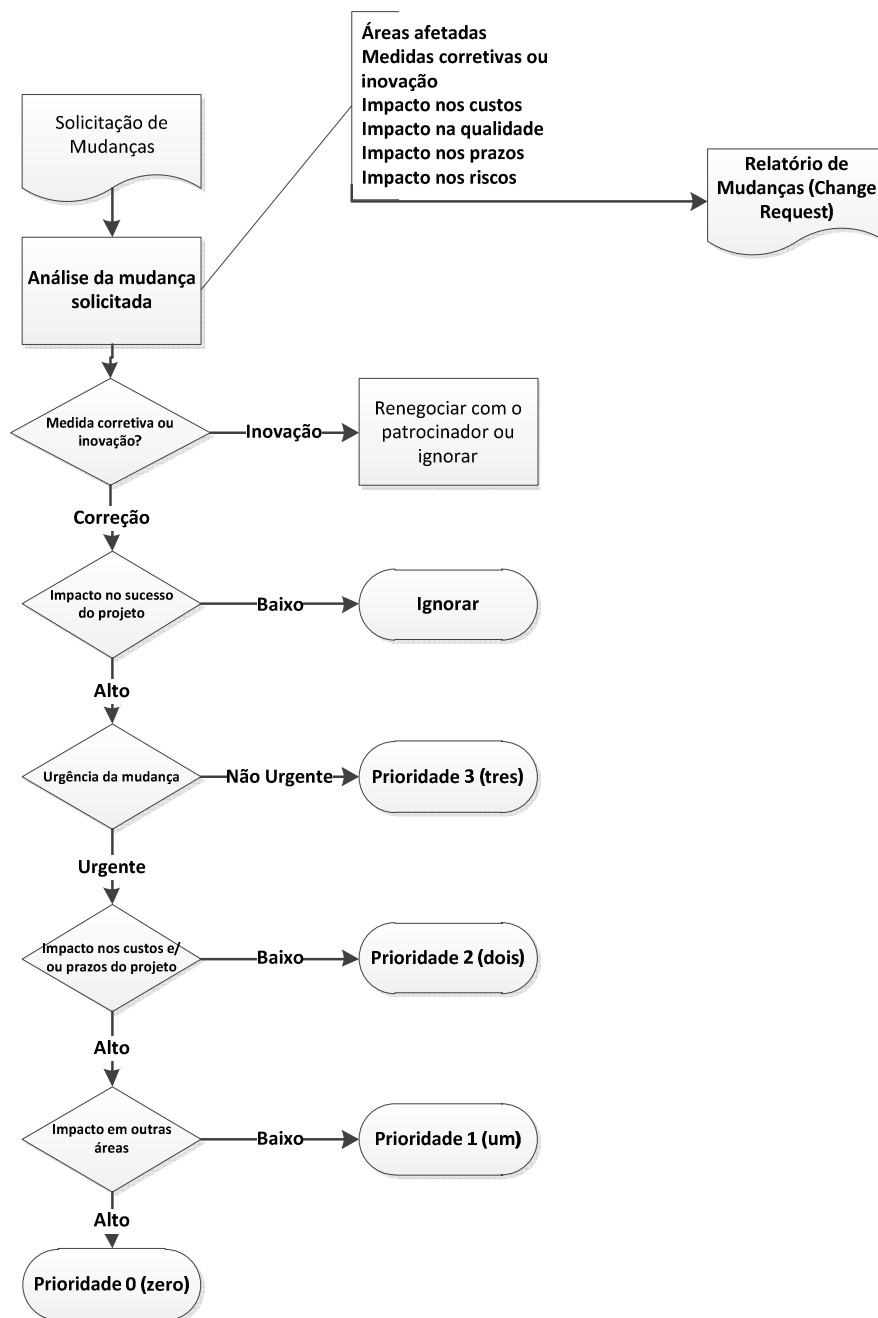 Áreas afetadas
Medidas corretivas ou
inovação
Impacto nos custos
Impacto na qualidade
Impacto nos prazos
Impacto nos riscos
Solicitação de
Mudanças
Relatório de
Mudanças (Change
Request)
Análise da mudança
solicitada
Medida corretiva ou
inovação?
Inovação
Renegociar com o
patrocinador ou
ignorar
Correção
Impacto no sucesso
do projeto
Baixo
Ignorar
Alto
Urgência da mudança
Não Urgente
Prioridade 3 (tres)
Urgente
Impacto nos custos e/
ou prazos do projeto
Baixo
Prioridade 2 (dois)
Alto
Impacto em outras
áreas
Baixo
Prioridade 1 (um)
Alto
Prioridade 0 (zero)